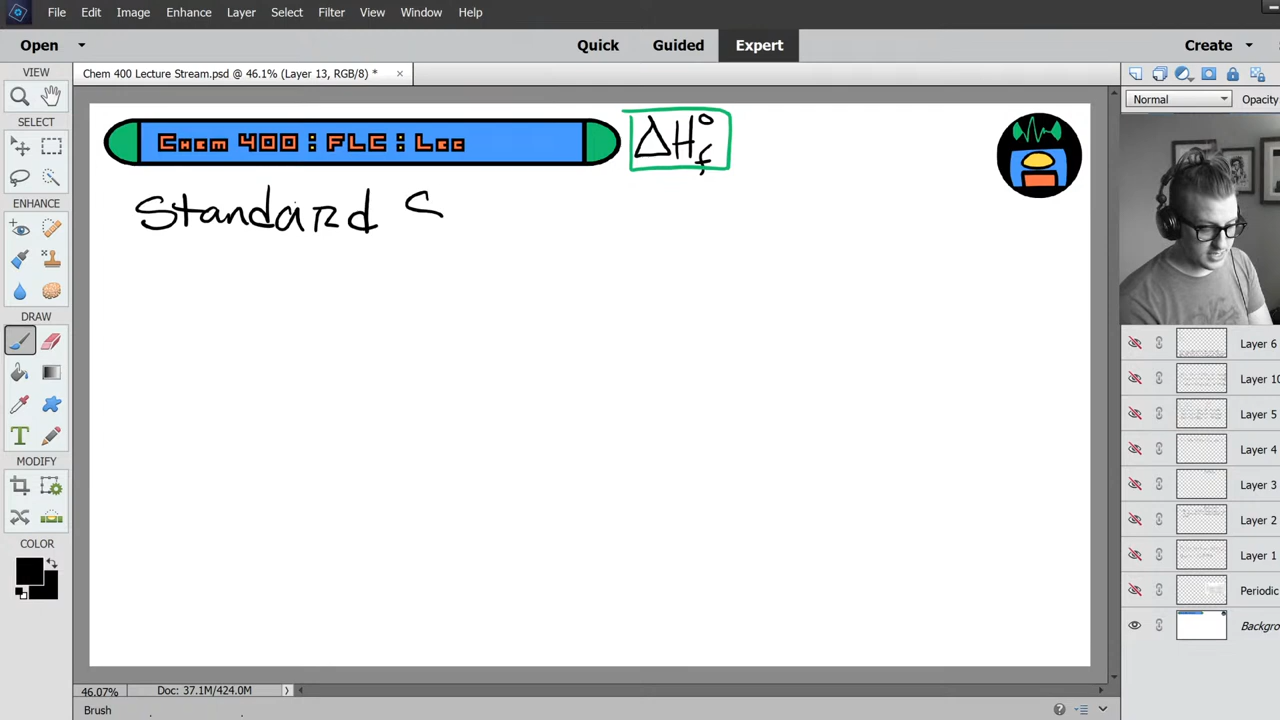 File Edit Image Enhance Layer Select Filter View Window Help
Open Quick Guided Expert Create
VIEW Chem 400 Lecture Stream.psd @ 46.1% (Layer 13, RGB/8) *
Normal Opacity
SELECT
ENHANCE
DRAW
MODIFY
COLOR
Chem 400 : FLC : Lec
ΔH°f
Standard S
Layer 6
Layer 10
Layer 5
Layer 4
Layer 3
Layer 2
Layer 1
Periodic
Backgro
46.07% Doc: 37.1M/424.0M
Brush